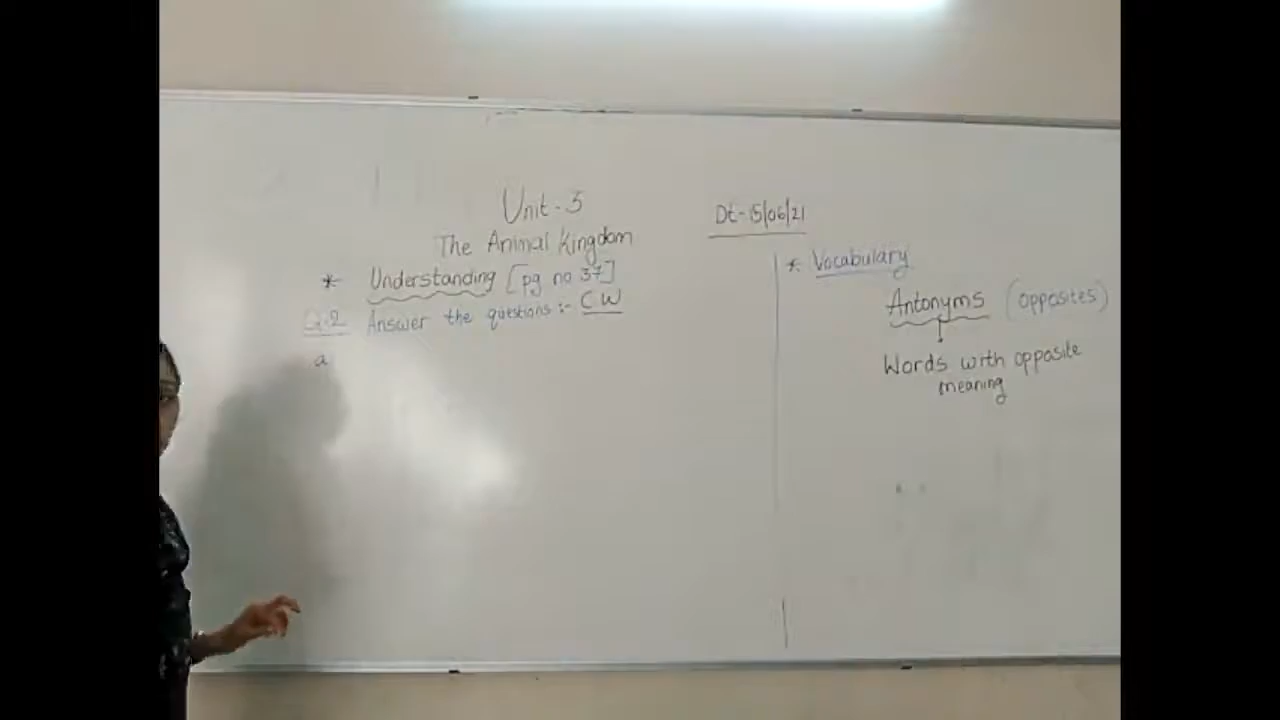 Unit - 3
The Animal Kingdom
* Understanding [pg no 37]
Q.2 Answer the questions :- CW
a
Dt - 15/06/21
* Vocabulary
Antonyms (opposites)
Words with opposite
meaning